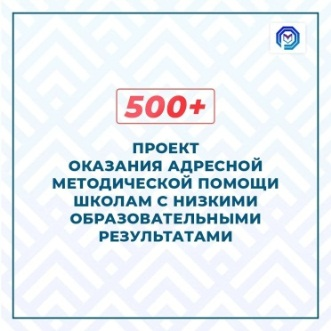 500+
ПРОЕКТ
ОКАЗАНИЯ АДРЕСНОЙ
МЕТОДИЧЕСКОЙ ПОМОЩИ
ШКОЛАМ С НИЗКИМИ
ОБРАЗОВАТЕЛЬНЫМИ
РЕЗУЛЬТАТАМИ